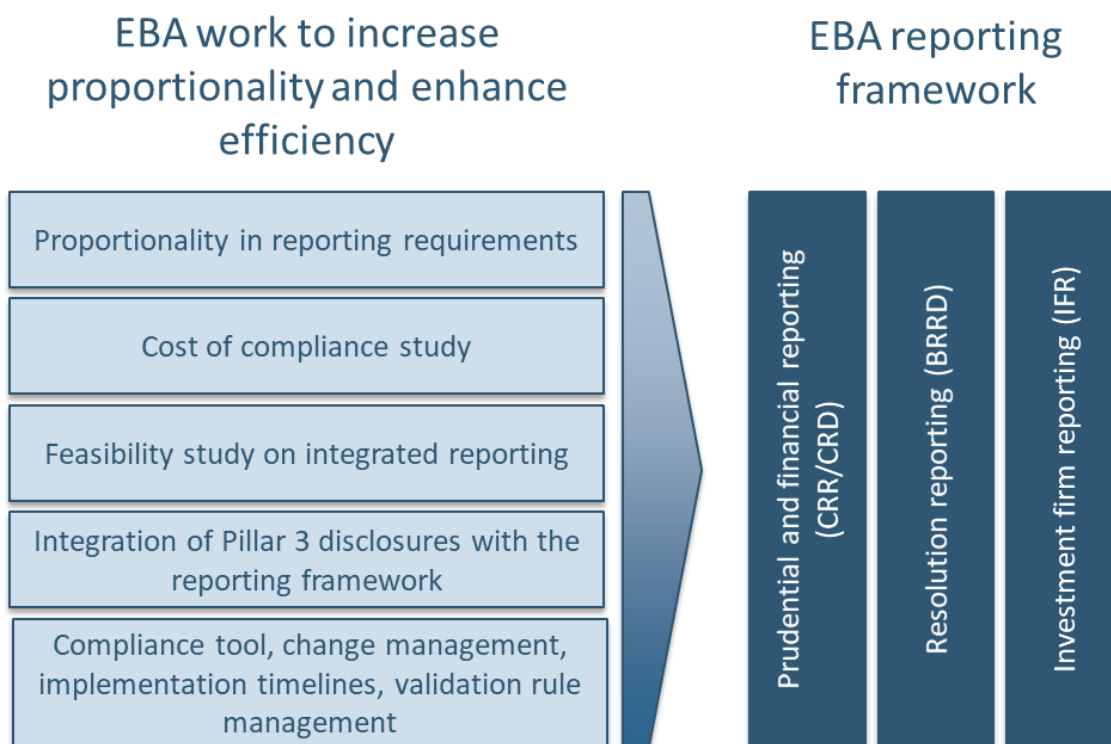 EBA work to increase
proportionality and enhance
efficiency
EBA reporting
framework
Proportionality in reporting requirements
Cost of compliance study
Feasibility study on integrated reporting
Integration of Pillar 3 disclosures with the
reporting framework
Compliance tool, change management,
implementation timelines, validation rule
management
Prudential and financial reporting
(CRR/CRD)
Resolution reporting (BRRD)
Investment firm reporting (IFR)